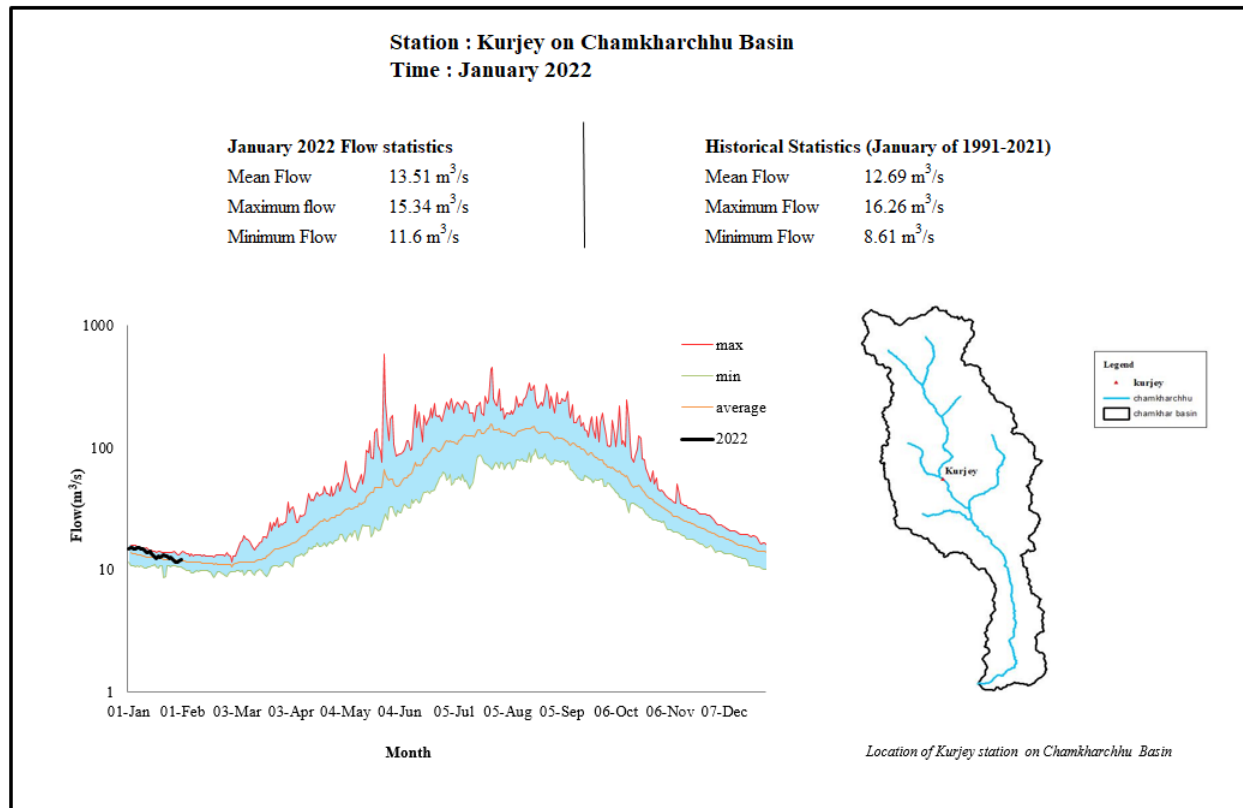 Station : Kurjey on Chamkharchhu Basin
Time : January 2022
January 2022 Flow statistics
Mean Flow 13.51 m³/s
Maximum flow 15.34 m³/s
Minimum Flow 11.6 m³/s
Historical Statistics (January of 1991-2021)
Mean Flow 12.69 m³/s
Maximum Flow 16.26 m³/s
Minimum Flow 8.61 m³/s
Flow(m³/s)
1000
100
10
1
max
min
average
2022
01-Jan 01-Feb 03-Mar 03-Apr 04-May 04-Jun 05-Jul 05-Aug 05-Sep 06-Oct 06-Nov 07-Dec
Month
Kurjey
Legend
kurjey
chamkharchhu
chamkhar basin
Location of Kurjey station on Chamkharchhu Basin